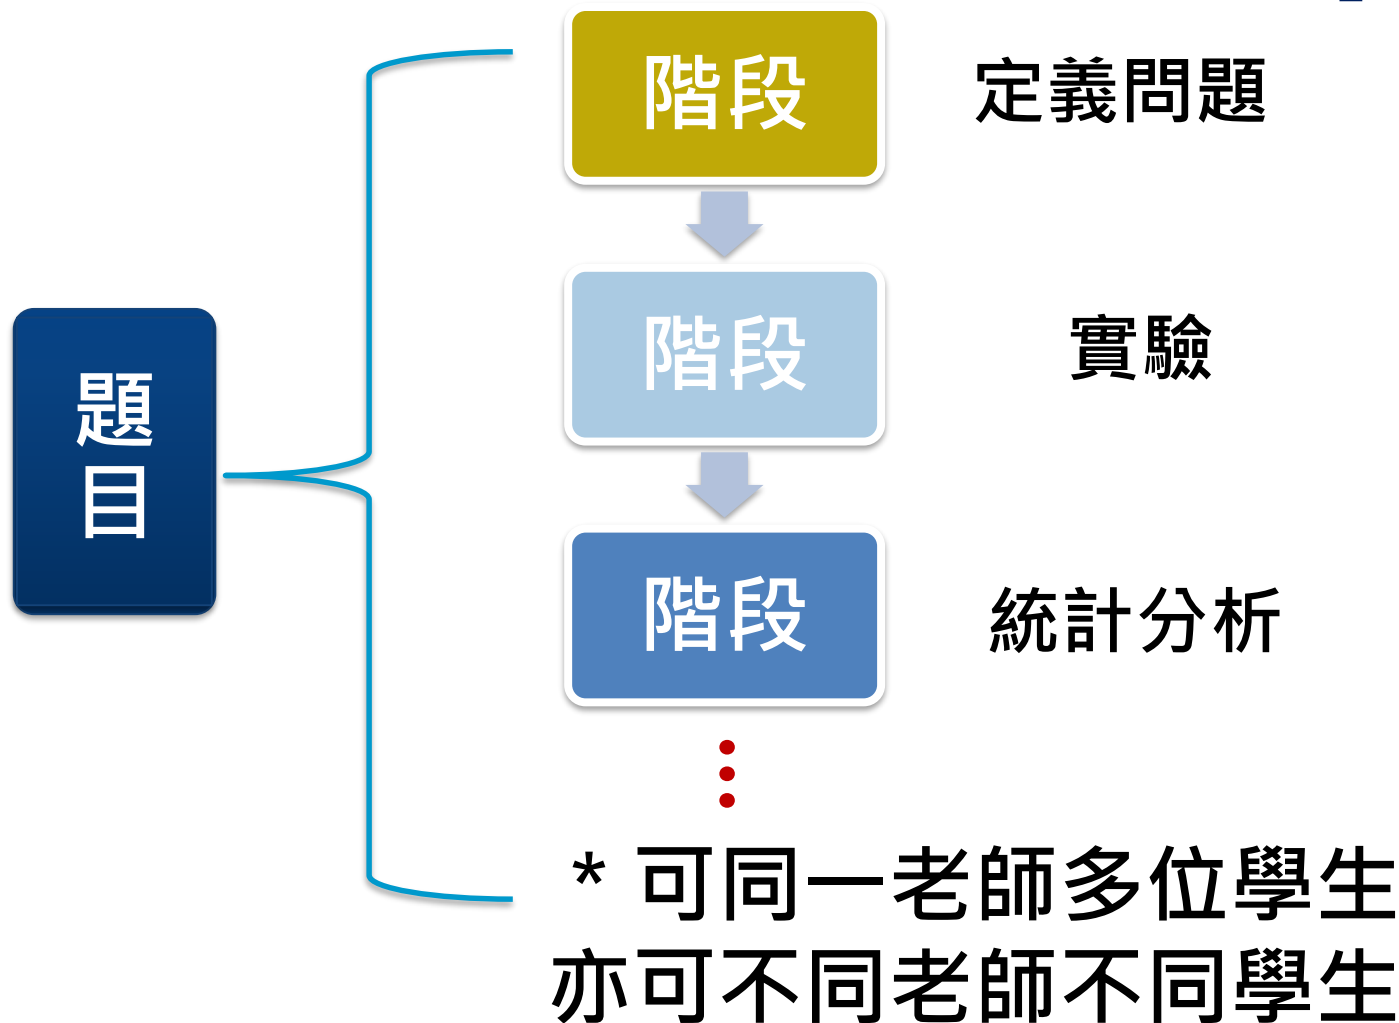 階段
定義問題
階段
實驗
題
目
階段
統計分析
* 可同一老師多位學生
亦可不同老師不同學生